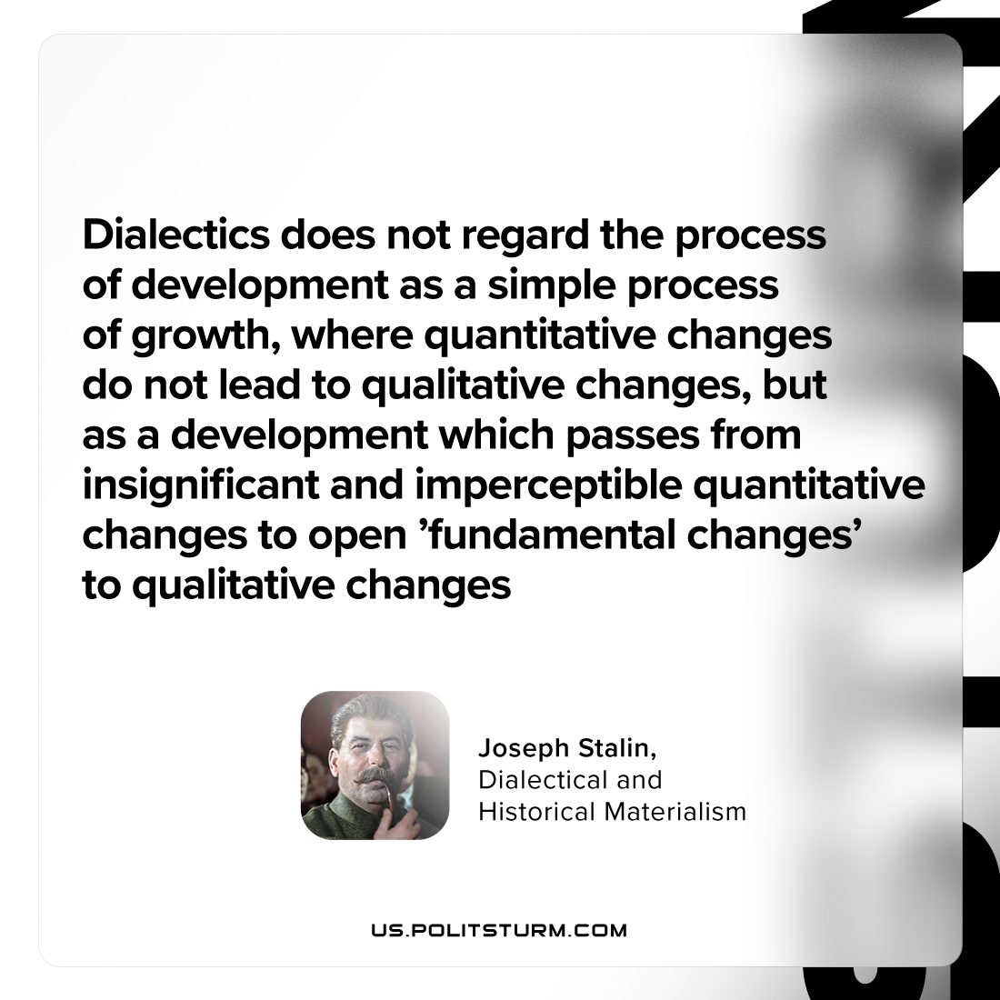 Dialectics does not regard the process
of development as a simple process
of growth, where quantitative changes
do not lead to qualitative changes, but
as a development which passes from
insignificant and imperceptible quantitative
changes to open ’fundamental changes’
to qualitative changes
Joseph Stalin,
Dialectical and
Historical Materialism
US.POLITSTURM.COM